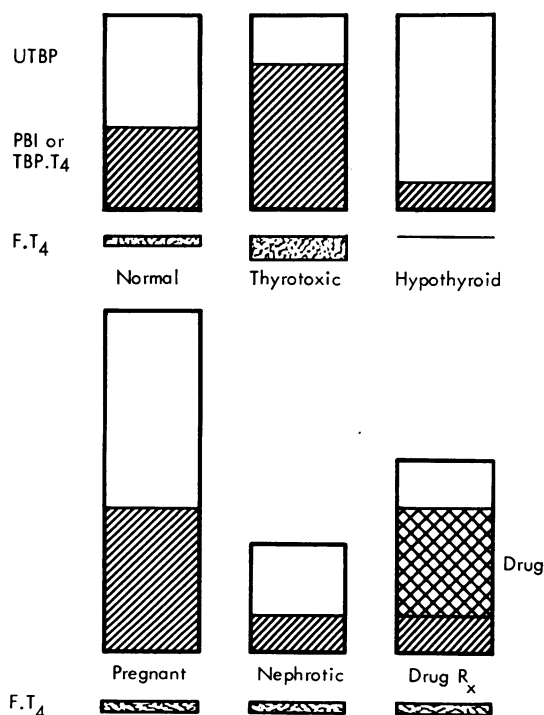 UTBP
PBI or
TBP.T4
F.T4
Normal Thyrotoxic Hypothyroid
Drug
Pregnant Nephrotic Drug Rx
F.T4